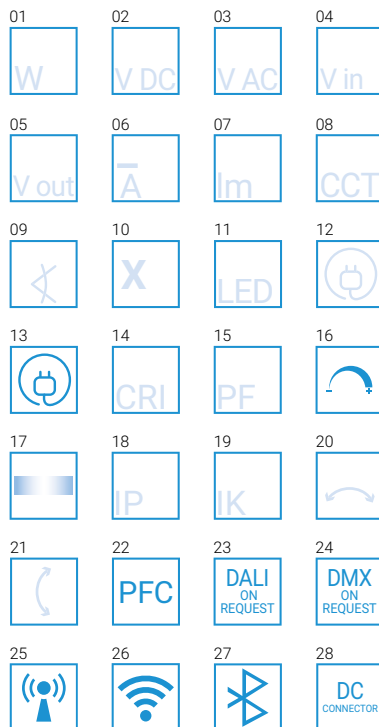 01 02 03 04
W V DC V AC V in
05 06 07 08
V out A lm CCT
09 10 11 12
X LED
13 14 15 16
CRI PF - +
17 18 19 20
IP IK
21 22 23 24
PFC DALI DMX
ON ON
REQUEST REQUEST
25 26 27 28
DC
CONNECTOR